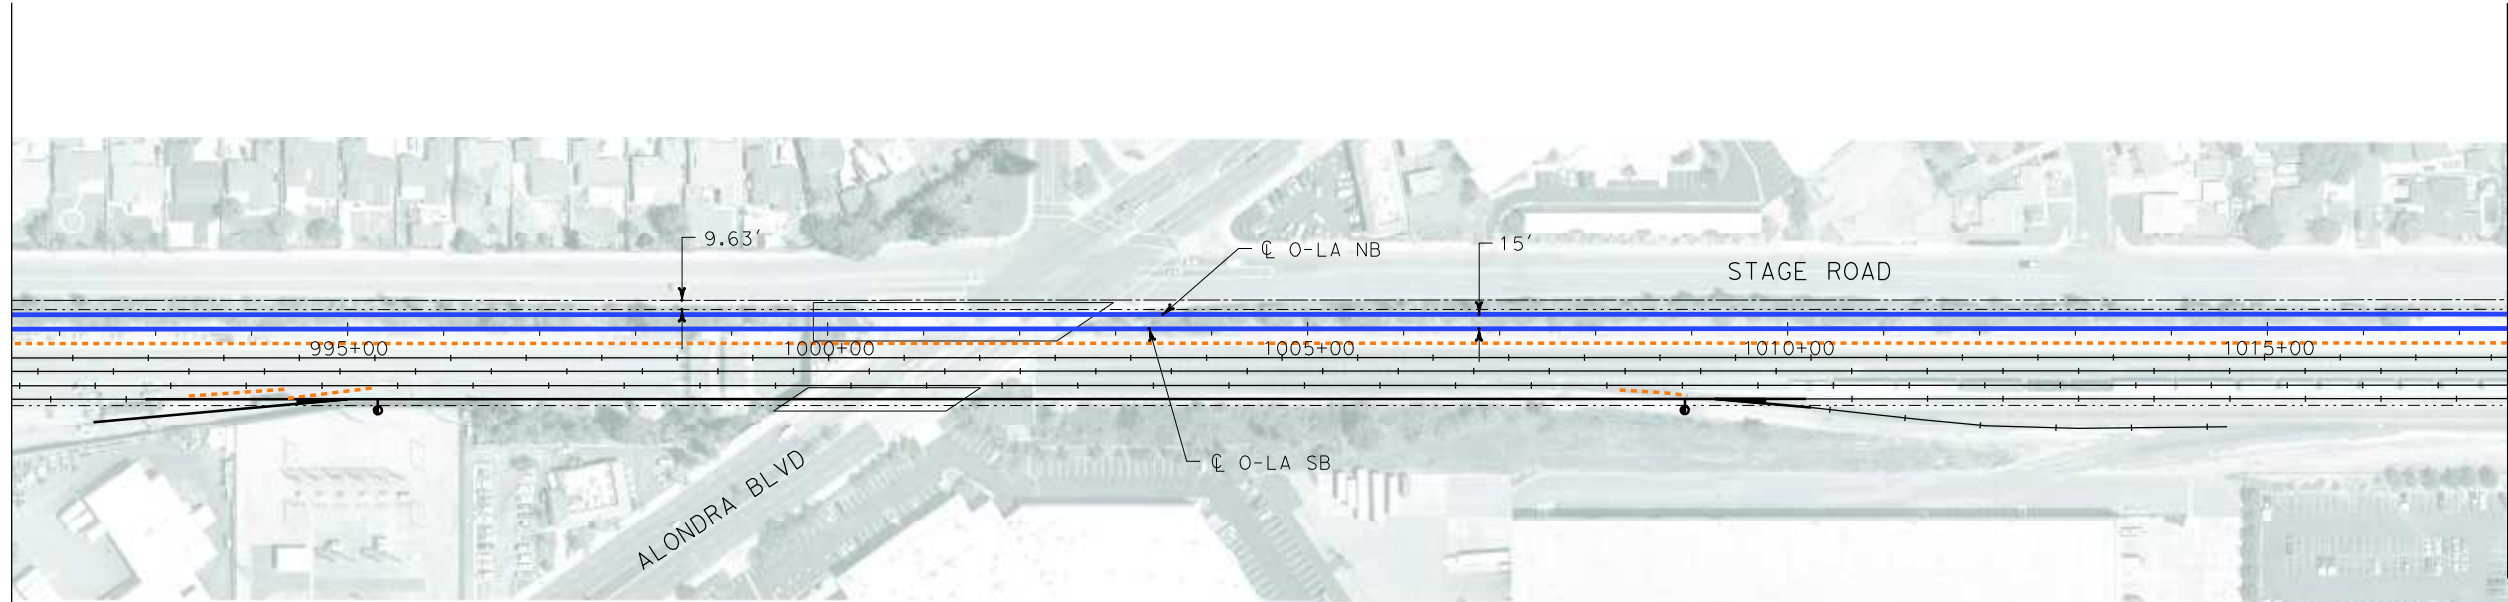 9.63'
℄ O-LA NB
15'
STAGE ROAD
995+00
1000+00
1005+00
1010+00
1015+00
℄ O-LA SB
ALONDRA BLVD